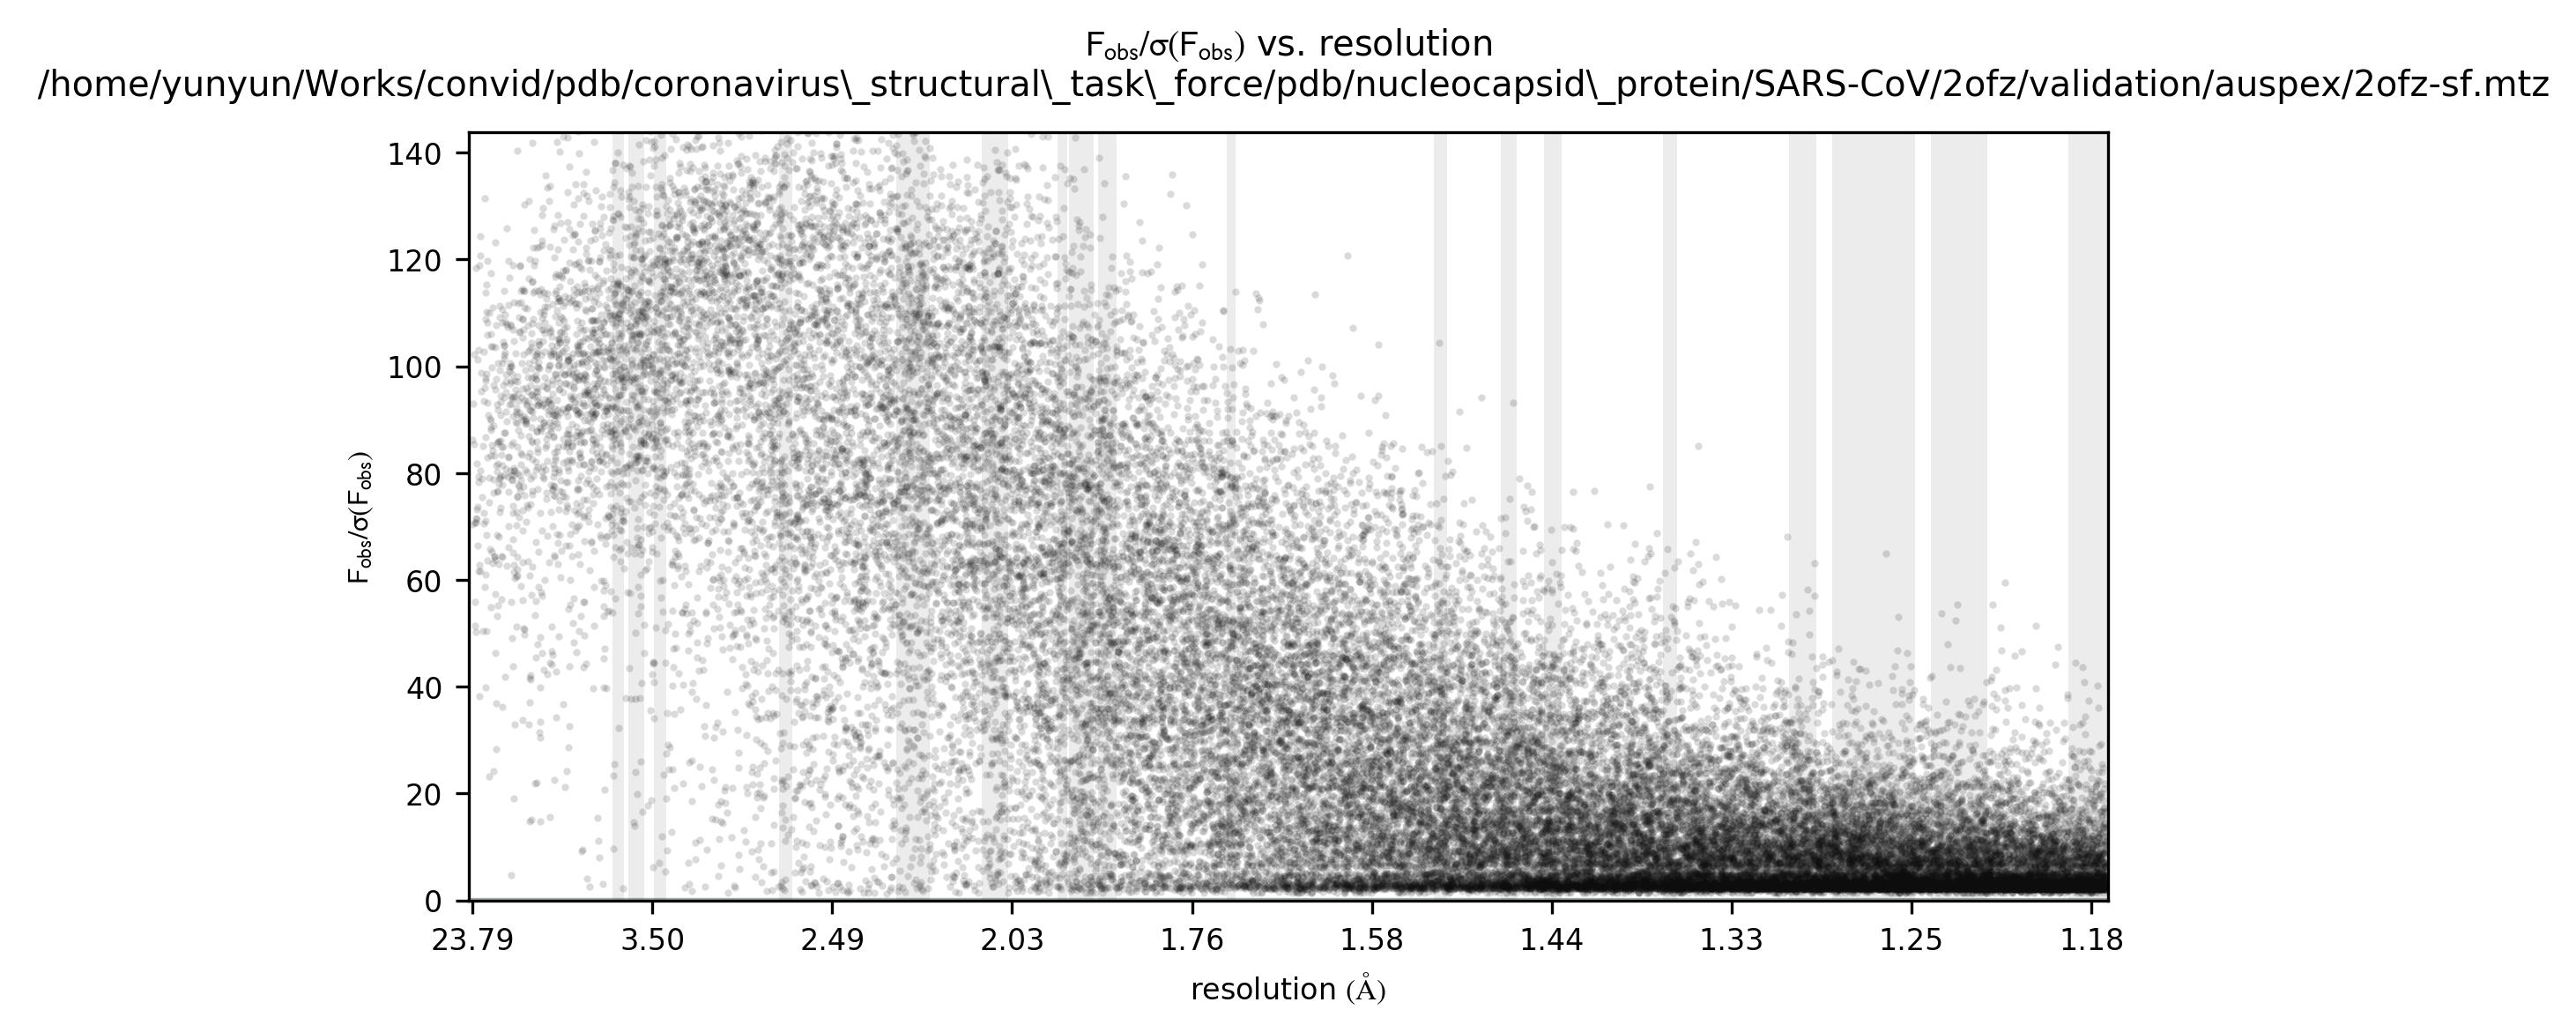 Fobs/σ(Fobs) vs. resolution
/home/yunyun/Works/convid/pdb/coronavirus\_structural\_task\_force/pdb/nucleocapsid\_protein/SARS-CoV/2ofz/validation/auspex/2ofz-sf.mtz
140
120
100
80
60
40
20
0
Fobs/σ(Fobs)
23.79 3.50 2.49 2.03 1.76 1.58 1.44 1.33 1.25 1.18
resolution (Å)